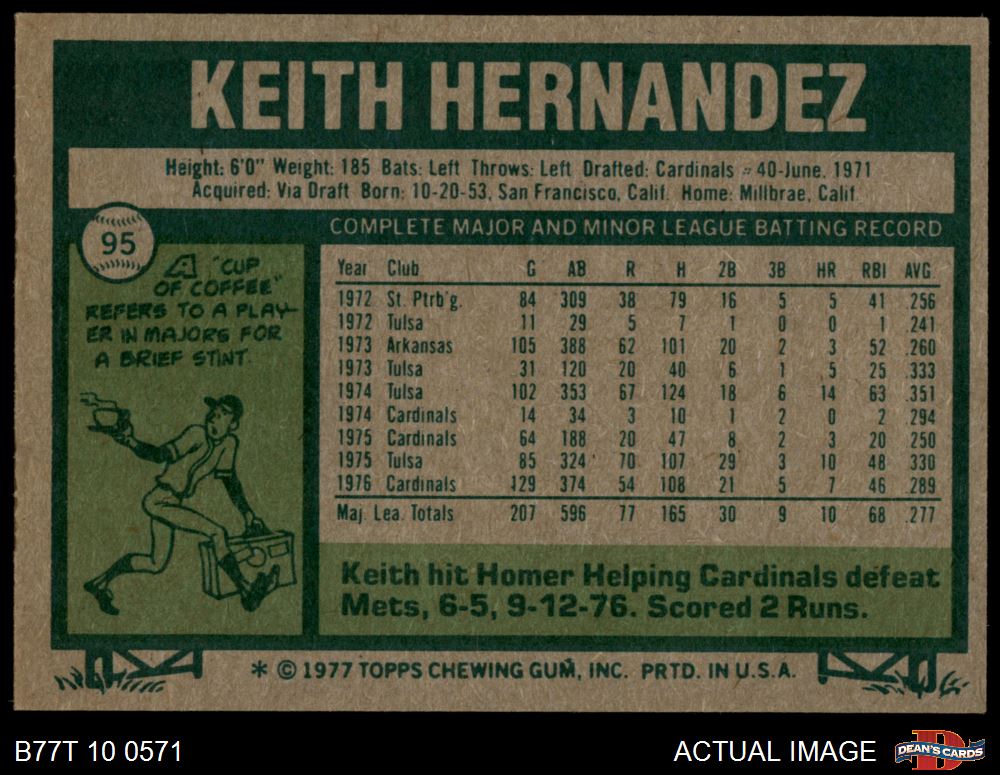 KEITH HERNANDEZ
Height: 6'0" Weight: 185 Bats: Left Throws: Left Drafted: Cardinals - 40-June, 1971
Acquired: Via Draft Born: 10-20-53, San Francisco, Calif. Home: Millbrae, Calif.
95
A "CUP
OF COFFEE"
REFERS TO A PLAY-
ER IN MAJORS FOR
A BRIEF STINT.
COMPLETE MAJOR AND MINOR LEAGUE BATTING RECORD
Year Club G AB R H 2B 3B HR RBI AVG.
1972 St. Ptrb'g. 84 309 38 79 16 5 5 41 .256
1972 Tulsa 11 29 5 7 1 0 0 1 .241
1973 Arkansas 105 388 62 101 20 2 3 52 .260
1973 Tulsa 31 120 20 40 6 1 5 25 .333
1974 Tulsa 102 353 67 124 18 6 14 63 .351
1974 Cardinals 14 34 3 10 1 2 0 2 .294
1975 Cardinals 64 188 20 47 8 2 3 20 .250
1975 Tulsa 85 324 70 107 29 3 10 48 .330
1976 Cardinals 129 374 54 108 21 5 7 46 .289
Maj. Lea. Totals 207 596 77 165 30 9 10 68 .277
Keith hit Homer Helping Cardinals defeat
Mets, 6-5, 9-12-76. Scored 2 Runs.
* © 1977 TOPPS CHEWING GUM, INC. PRTD. IN U.S.A.
B77T 10 0571
ACTUAL IMAGE
B
DEAN'S CARDS